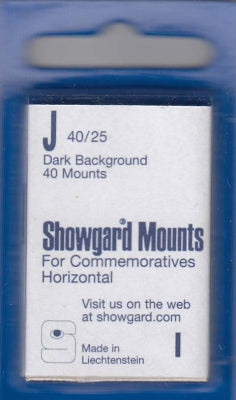 J 40/25
Dark Background
40 Mounts
Showgard® Mounts
For Commemoratives
Horizontal
Visit us on the web
at showgard.com
Made in
Liechtenstein
I